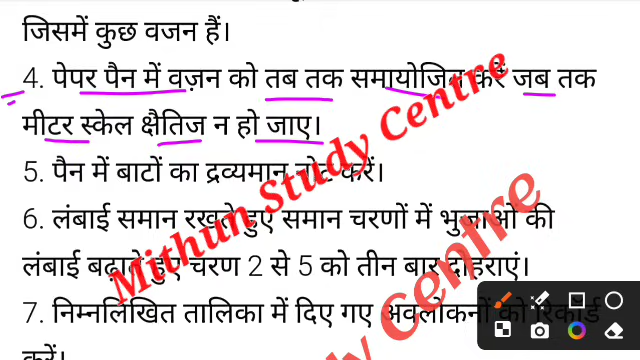 जिसमें कुछ वजन हैं।
4. पेपर पैन में वज़न को तब तक समायोजित करें जब तक
मीटर स्केल क्षैतिज न हो जाए।
5. पैन में बाटों का द्रव्यमान नोट करें।
6. लंबाई समान रखते हुए समान चरणों में भुजाओं की
लंबाई बढ़ाते हुए चरण 2 से 5 को तीन बार दोहराएं।
7. निम्नलिखित तालिका में दिए गए अवलोकनों को रिकॉर्ड
करें।
Mithun Study Centre
dy Centre